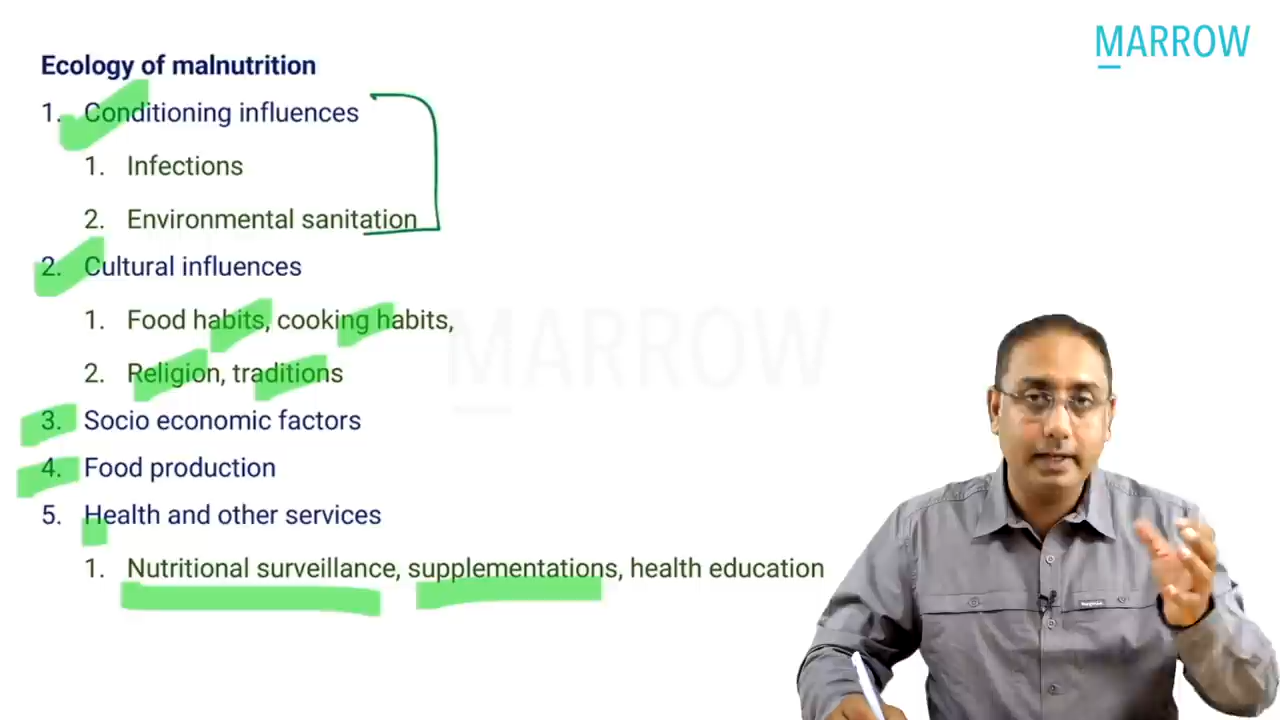 MARROW
Ecology of malnutrition
1. Conditioning influences
1. Infections
2. Environmental sanitation
2. Cultural influences
1. Food habits, cooking habits,
2. Religion, traditions
3. Socio economic factors
4. Food production
5. Health and other services
1. Nutritional surveillance, supplementations, health education
MARROW